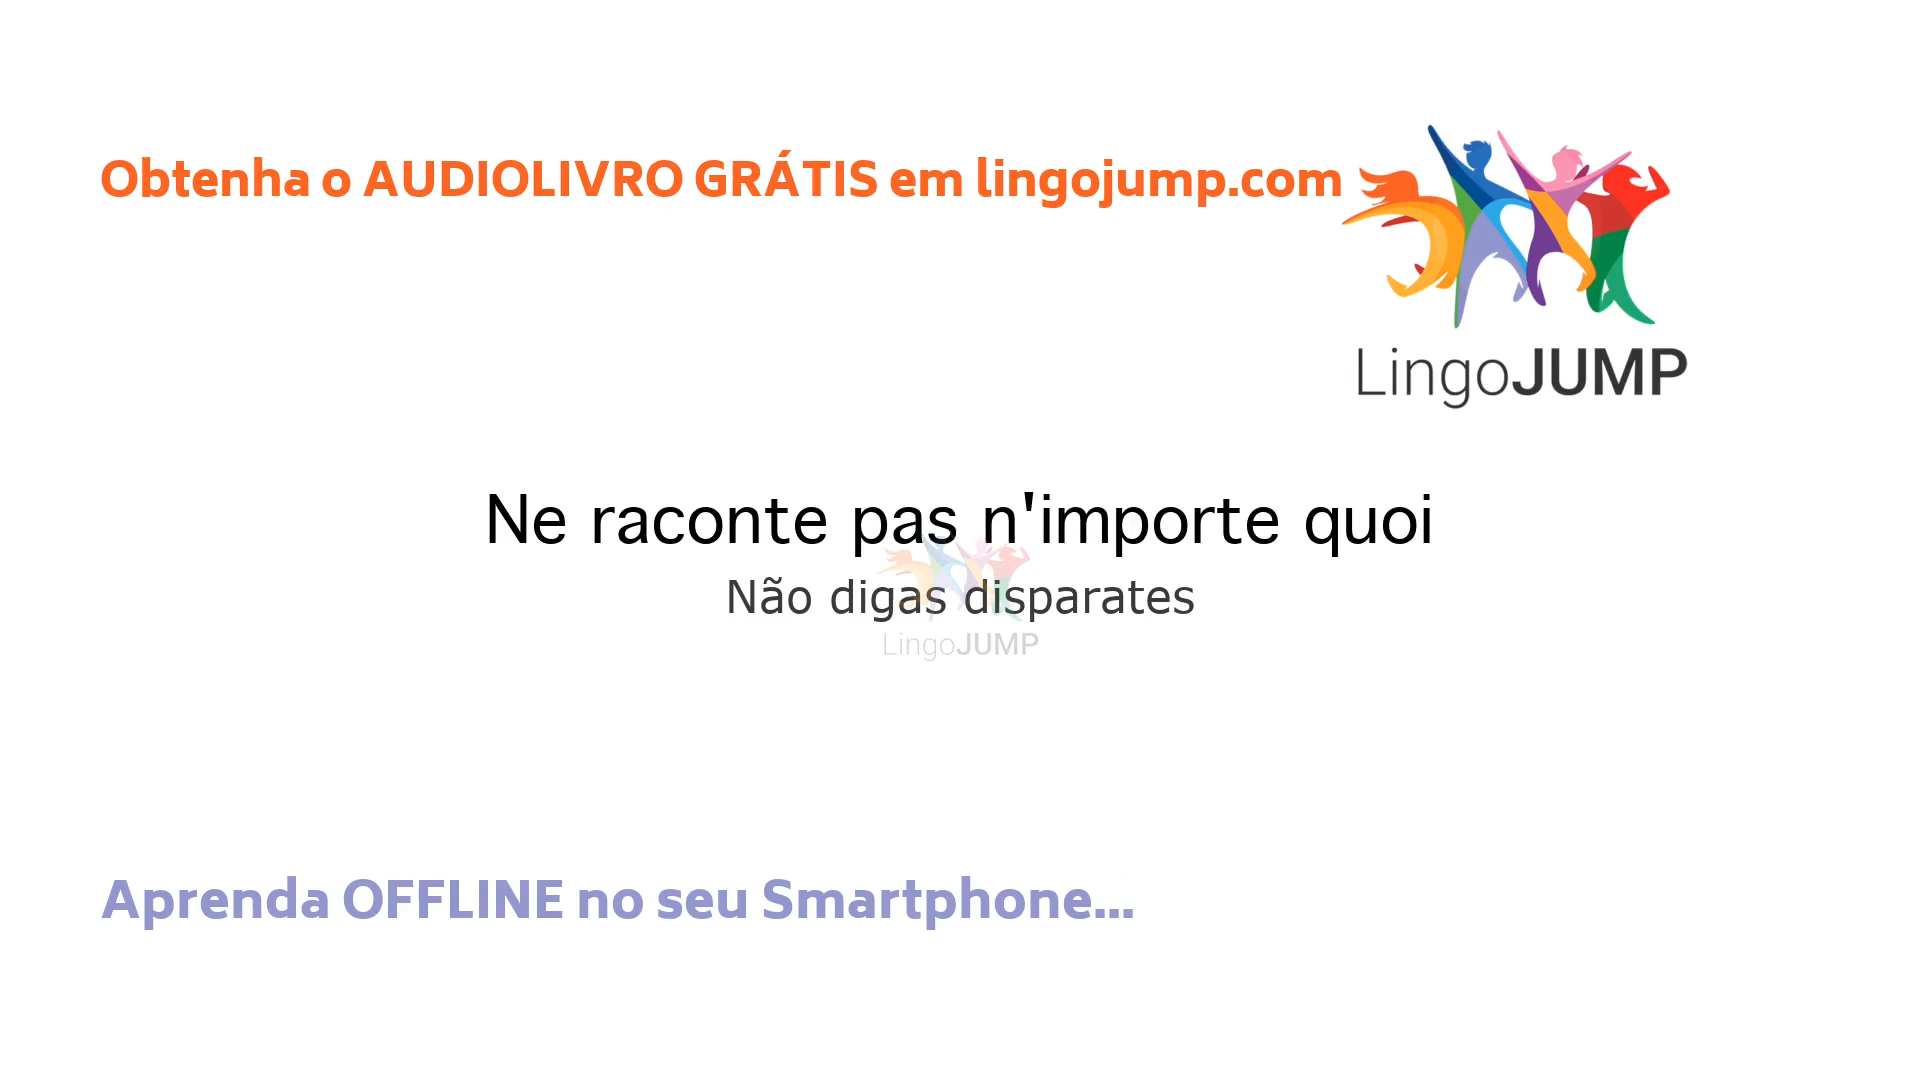 Obtenha o AUDIOLIVRO GRÁTIS em lingojump.com
LingoJUMP
Ne raconte pas n'importe quoi
Não digas disparates
LingoJUMP
Aprenda OFFLINE no seu Smartphone...